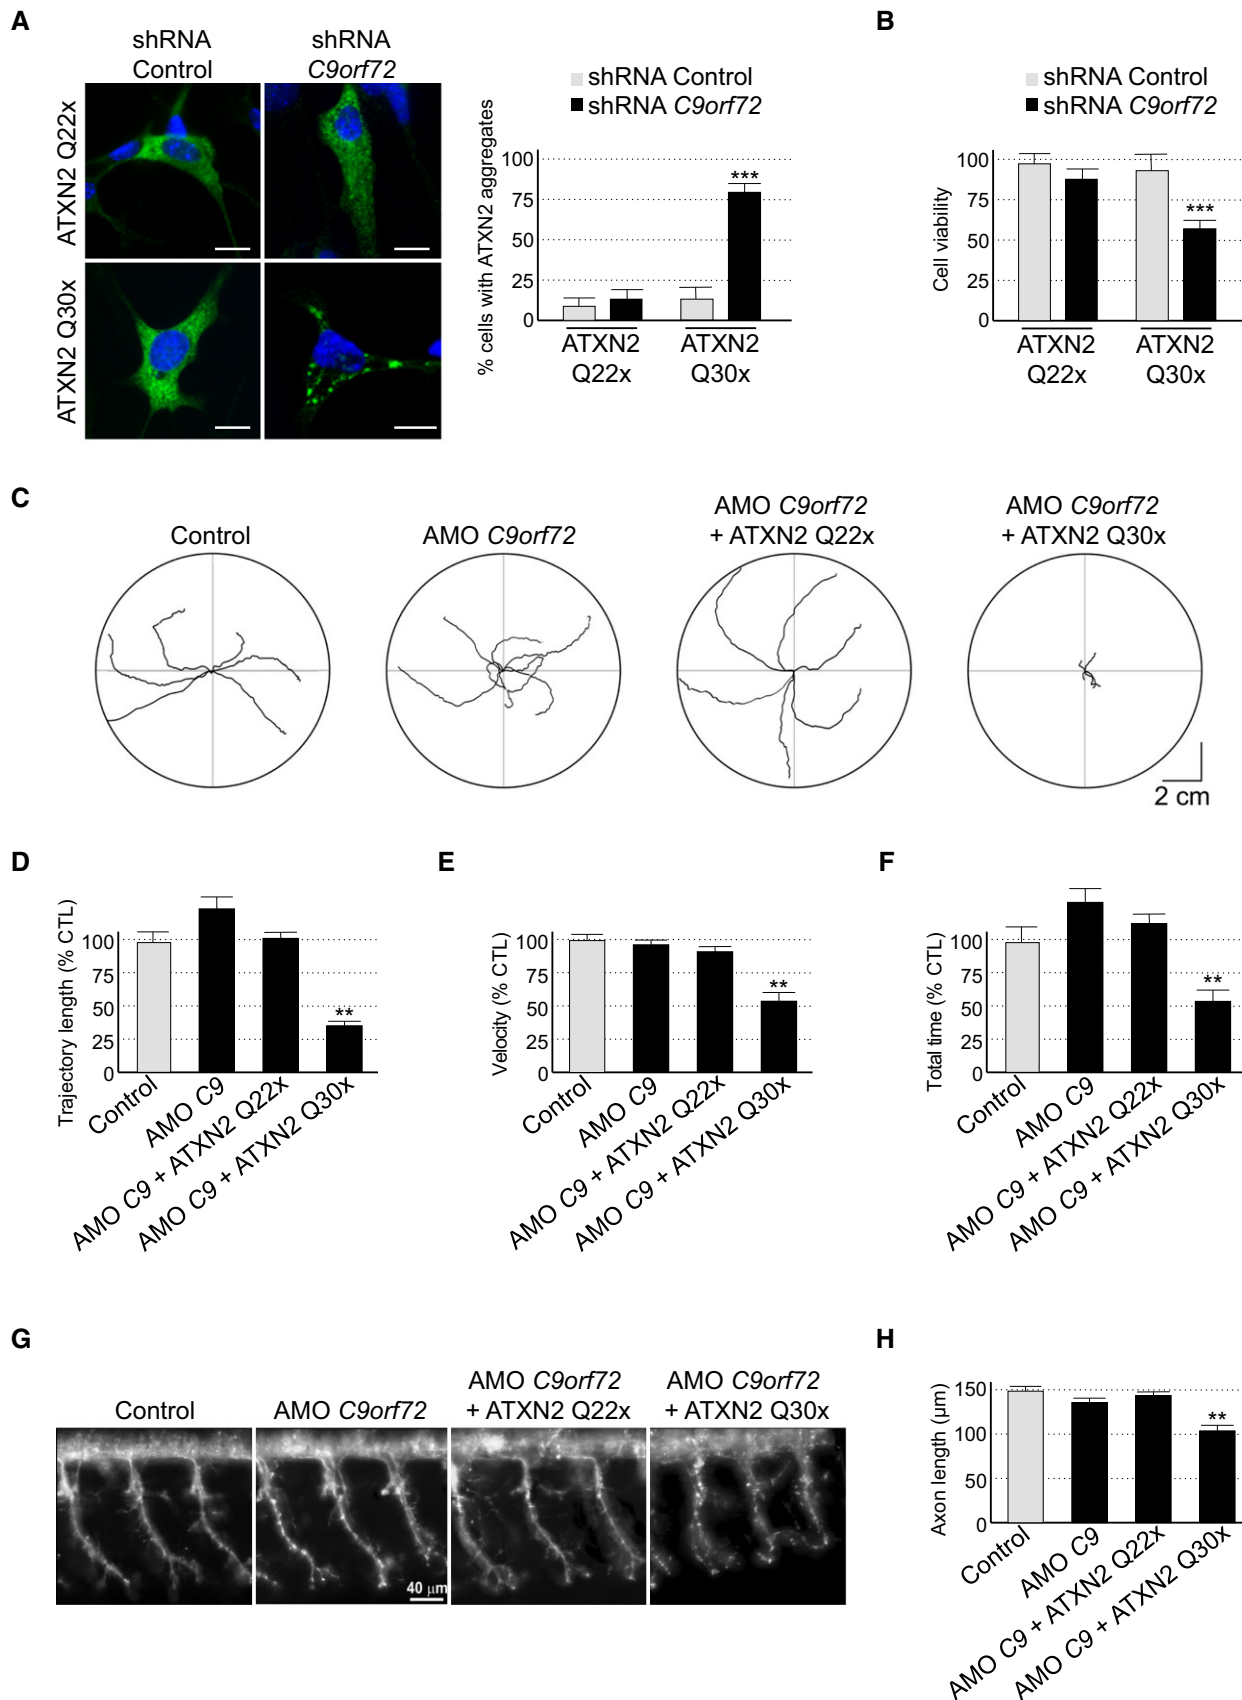 A
shRNA
Control
shRNA
C9orf72
ATXN2 Q22x
ATXN2 Q30x
shRNA Control
shRNA C9orf72
% cells with ATXN2 aggregates
100
75
50
25
0
***
ATXN2
Q22x
ATXN2
Q30x
B
shRNA Control
shRNA C9orf72
Cell viability
100
75
50
25
0
***
ATXN2
Q22x
ATXN2
Q30x
C
Control
AMO C9orf72
AMO C9orf72
+ ATXN2 Q22x
AMO C9orf72
+ ATXN2 Q30x
2 cm
D
Trajectory length (% CTL)
100
75
50
25
0
**
Control
AMO C9
AMO C9 + ATXN2 Q22x
AMO C9 + ATXN2 Q30x
E
Velocity (% CTL)
100
75
50
25
0
**
Control
AMO C9
AMO C9 + ATXN2 Q22x
AMO C9 + ATXN2 Q30x
F
Total time (% CTL)
100
75
50
25
0
**
Control
AMO C9
AMO C9 + ATXN2 Q22x
AMO C9 + ATXN2 Q30x
G
Control
AMO C9orf72
AMO C9orf72
+ ATXN2 Q22x
AMO C9orf72
+ ATXN2 Q30x
40 µm
H
Axon length (µm)
150
100
50
0
**
Control
AMO C9
AMO C9 + ATXN2 Q22x
AMO C9 + ATXN2 Q30x